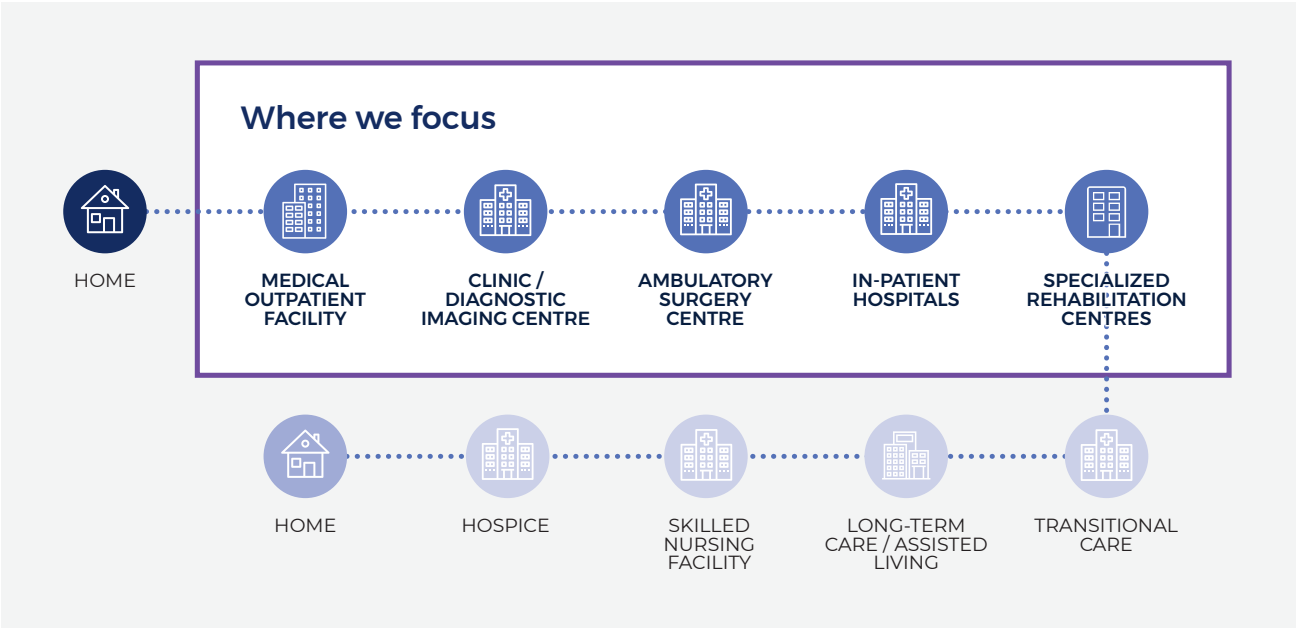 Where we focus
HOME
MEDICAL
OUTPATIENT
FACILITY
CLINIC /
DIAGNOSTIC
IMAGING CENTRE
AMBULATORY
SURGERY
CENTRE
IN-PATIENT
HOSPITALS
SPECIALIZED
REHABILITATION
CENTRES
HOME
HOSPICE
SKILLED
NURSING
FACILITY
LONG-TERM
CARE / ASSISTED
LIVING
TRANSITIONAL
CARE